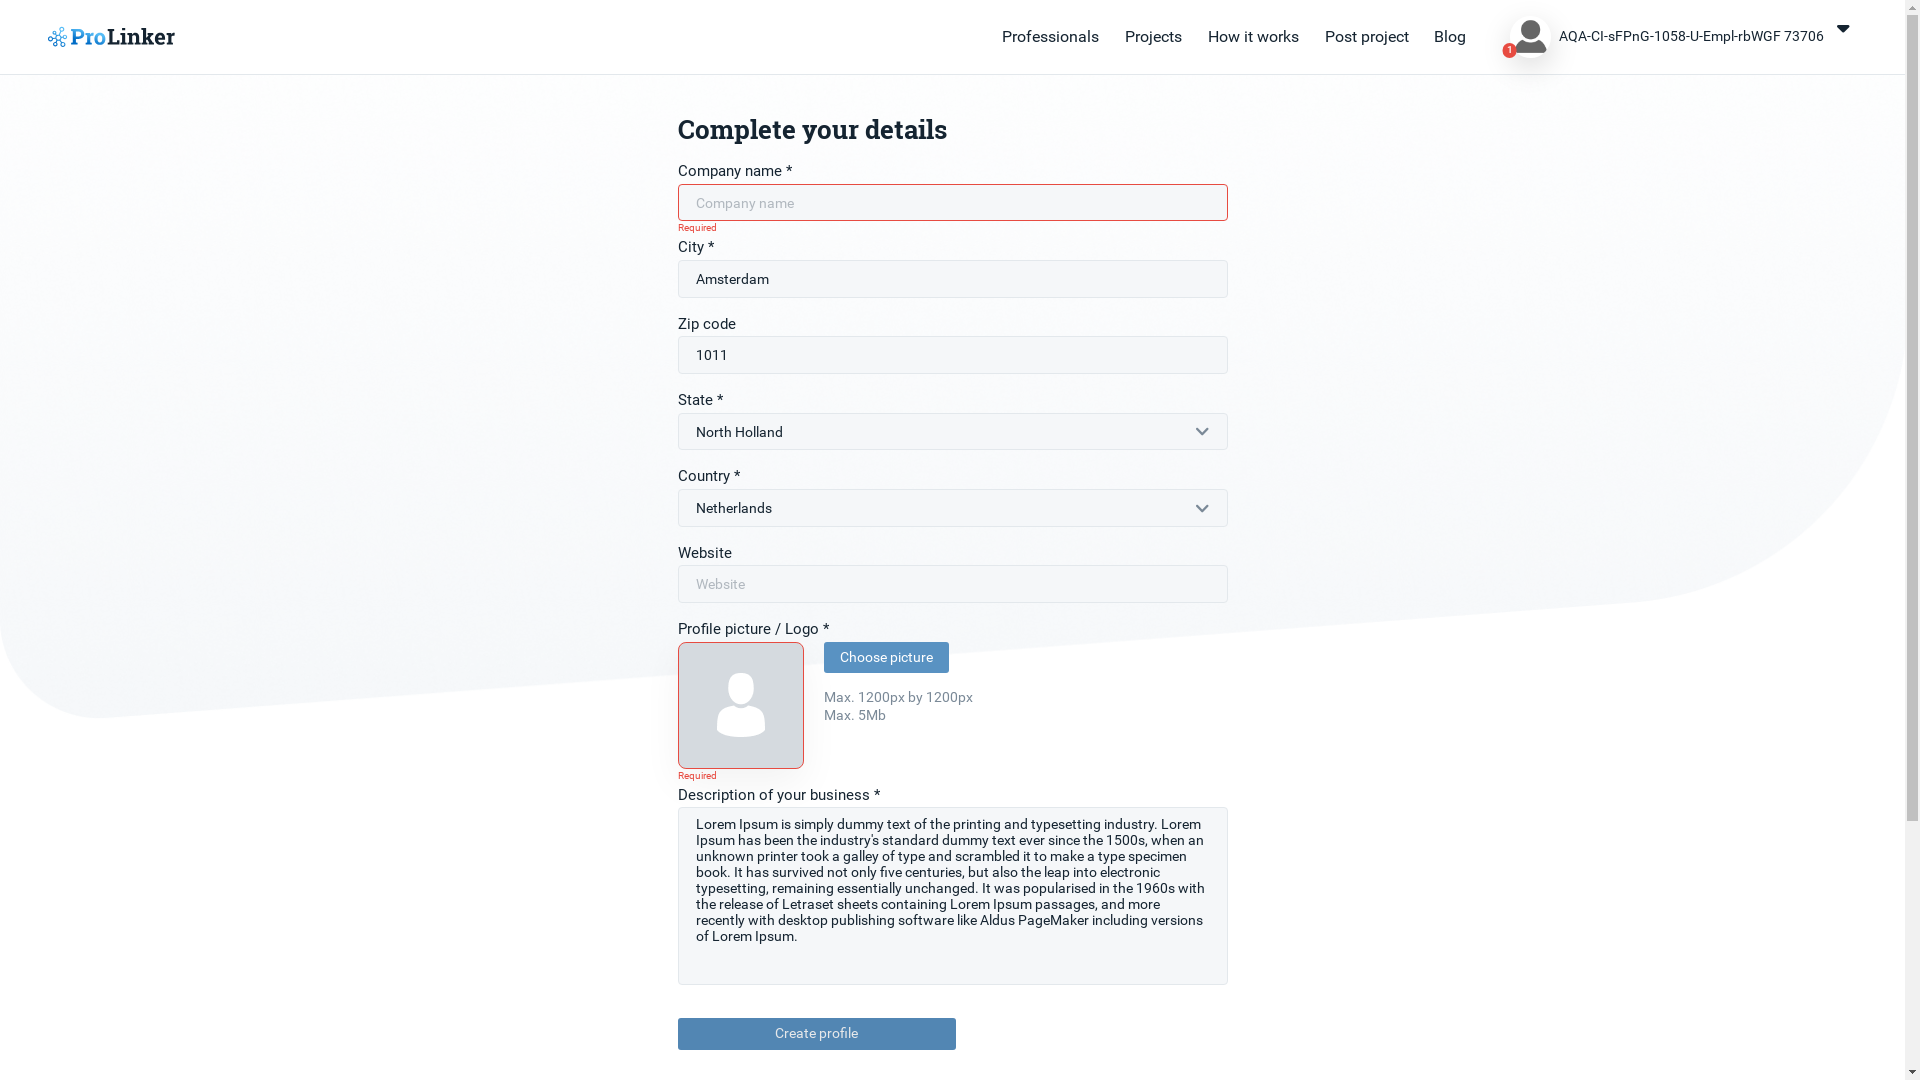 ProLinker
Professionals
Projects
How it works
Post project
Blog
1
AQA-CI-sFPnG-1058-U-Empl-rbWGF 73706
Complete your details
Company name *
Company name
Required
City *
Amsterdam
Zip code
1011
State *
North Holland
Country *
Netherlands
Website
Website
Profile picture / Logo *
Choose picture
Max. 1200px by 1200px
Max. 5Mb
Required
Description of your business *
Lorem Ipsum is simply dummy text of the printing and typesetting industry. Lorem
Ipsum has been the industry's standard dummy text ever since the 1500s, when an
unknown printer took a galley of type and scrambled it to make a type specimen
book. It has survived not only five centuries, but also the leap into electronic
typesetting, remaining essentially unchanged. It was popularised in the 1960s with
the release of Letraset sheets containing Lorem Ipsum passages, and more
recently with desktop publishing software like Aldus PageMaker including versions
of Lorem Ipsum.
Create profile